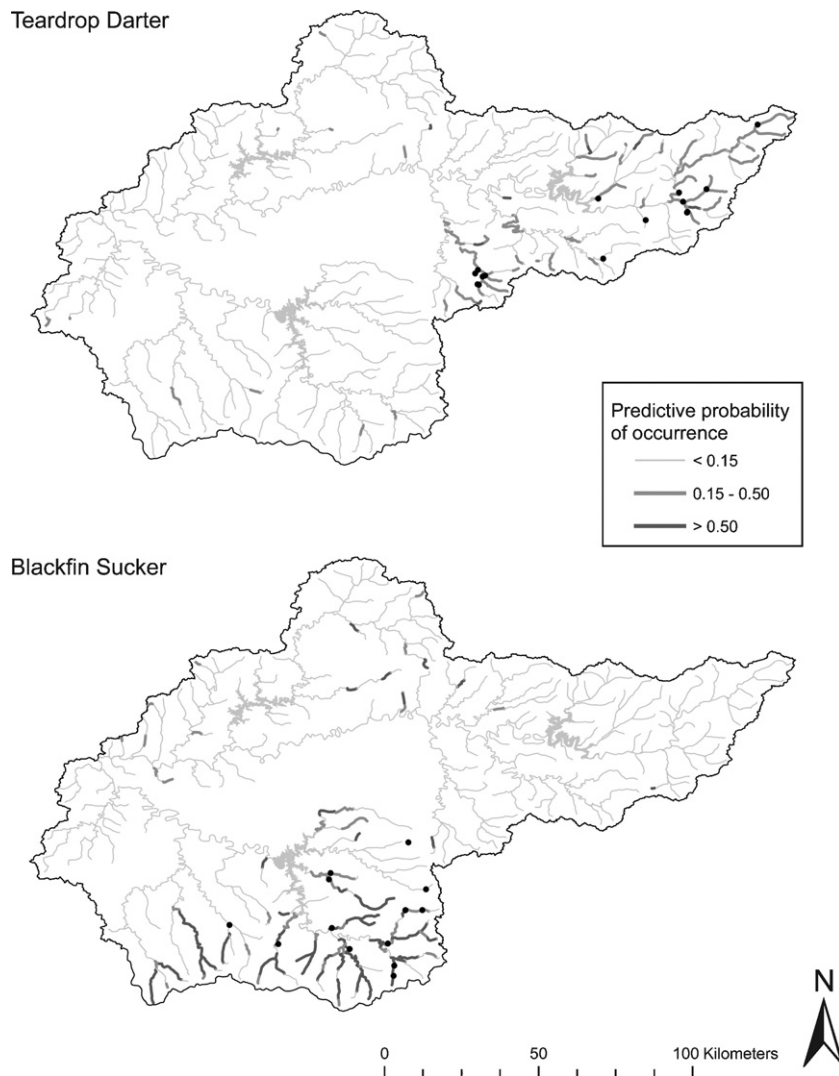 Teardrop Darter
Predictive probability
of occurrence
< 0.15
0.15 - 0.50
> 0.50
Blackfin Sucker
N
0 50 100 Kilometers